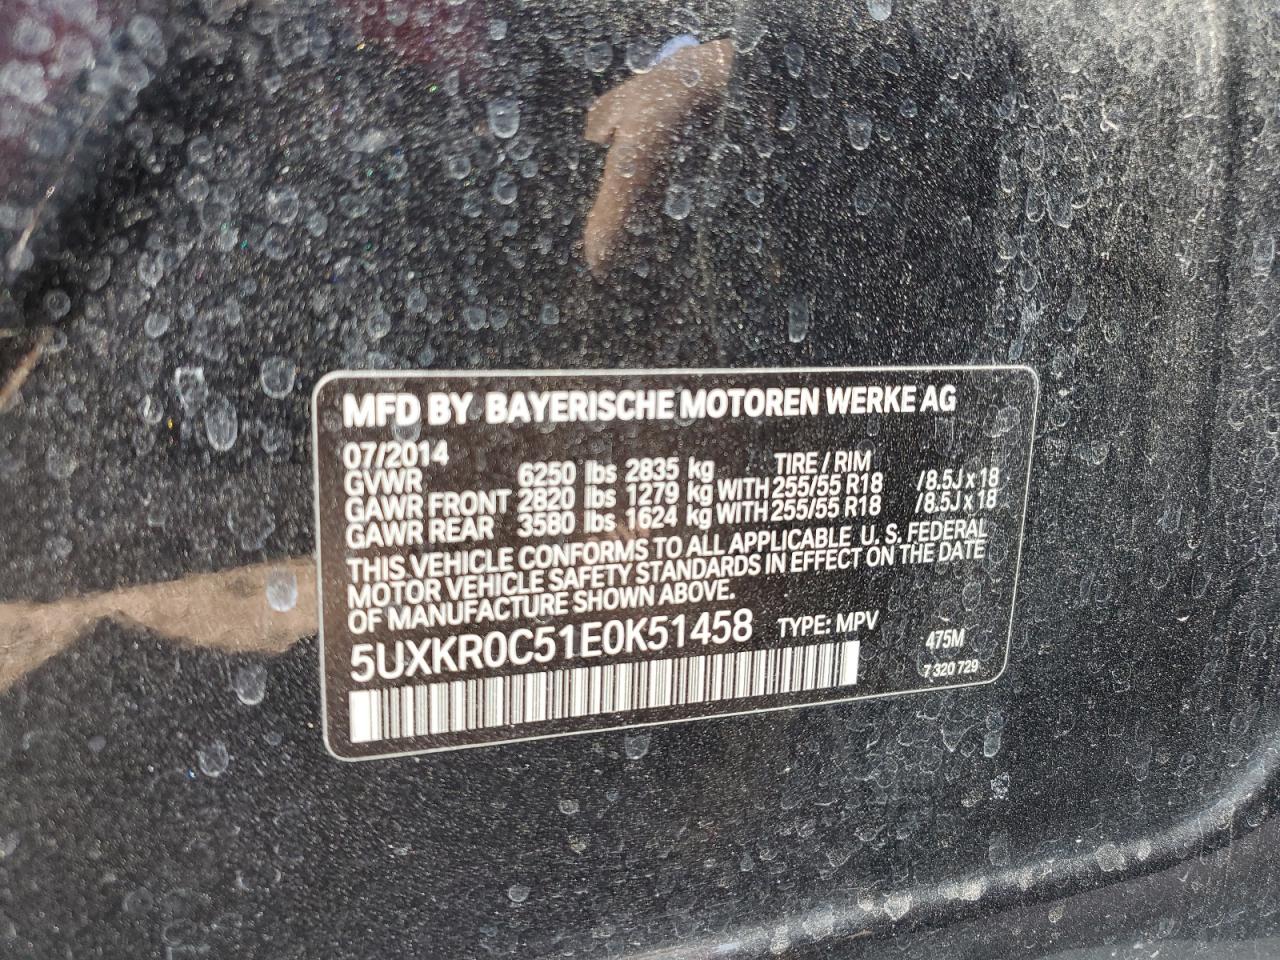 MFD BY BAYERISCHE MOTOREN WERKE AG
07/2014
GVWR 6250 lbs 2835 kg TIRE / RIM
GAWR FRONT 2820 lbs 1279 kg WITH 255/55 R18 /8.5J x 18
GAWR REAR 3580 lbs 1624 kg WITH 255/55 R18 /8.5J x 18
THIS VEHICLE CONFORMS TO ALL APPLICABLE U. S. FEDERAL
MOTOR VEHICLE SAFETY STANDARDS IN EFFECT ON THE DATE
OF MANUFACTURE SHOWN ABOVE.
5UXKR0C51E0K51458 TYPE: MPV 475M
7 320 729